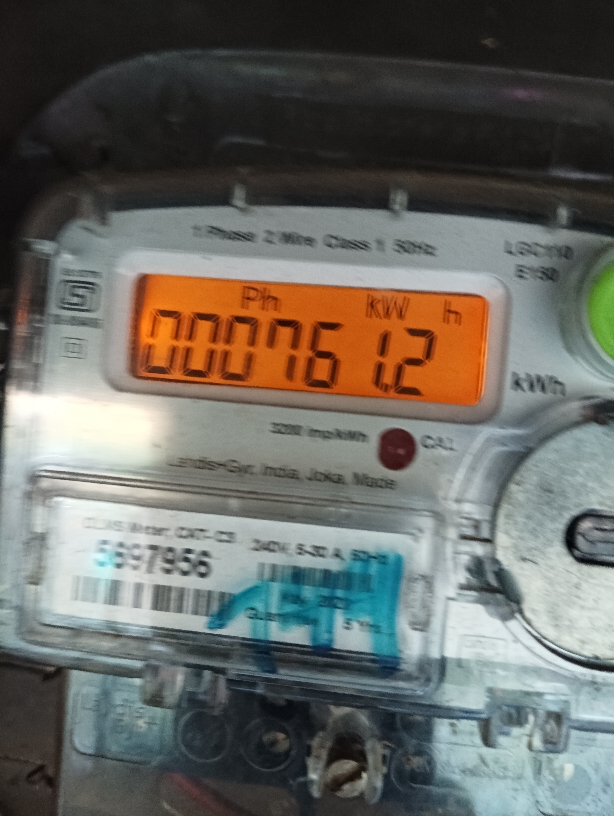 1 Phase 2 Wire Class 1 50Hz
LGC110
E150
Ph kW h
000761.2
kWh
3200 imp/kWh
CAL
Landis+Gyr, India, Joka, Made
5697956
240V, 5-30 A, 50Hz